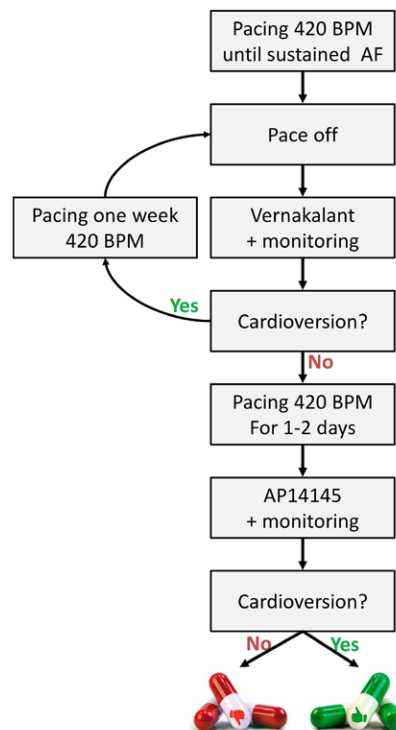 Pacing 420 BPM
until sustained AF
Pace off
Pacing one week
420 BPM
Vernakalant
+ monitoring
Yes
Cardioversion?
No
Pacing 420 BPM
For 1-2 days
AP14145
+ monitoring
Cardioversion?
No
Yes